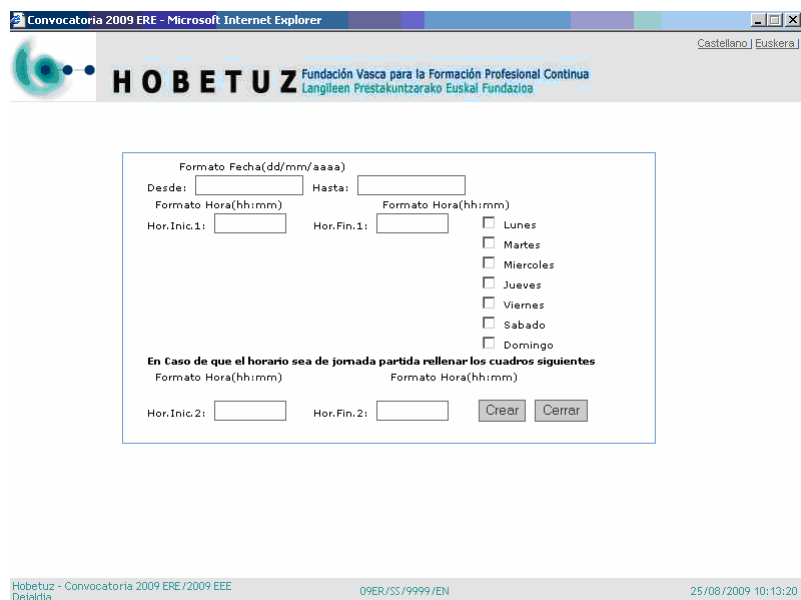 Convocatoria 2009 ERE - Microsoft Internet Explorer
Castellano | Euskera |
HOBETUZ
Fundación Vasca para la Formación Profesional Continua
Langileen Prestakuntzarako Euskal Fundazioa
Formato Fecha(dd/mm/aaaa)
Desde: Hasta:
Formato Hora(hh:mm) Formato Hora(hh:mm)
Hor.Inic.1: Hor.Fin.1: Lunes
Martes
Miercoles
Jueves
Viernes
Sabado
Domingo
En Caso de que el horario sea de jornada partida rellenar los cuadros siguientes
Formato Hora(hh:mm) Formato Hora(hh:mm)
Hor.Inic.2: Hor.Fin.2: Crear Cerrar
Hobetuz - Convocatoria 2009 ERE/2009 EEE
Deialdia
09ER/SS/9999/EN
25/08/2009 10:13:20